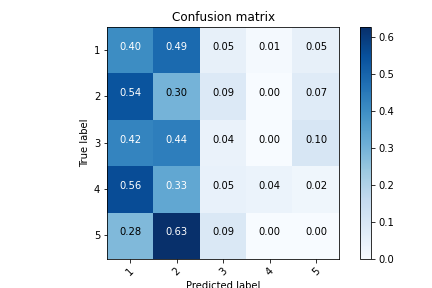 Confusion matrix
True label
1 0.40 0.49 0.05 0.01 0.05
2 0.54 0.30 0.09 0.00 0.07
3 0.42 0.44 0.04 0.00 0.10
4 0.56 0.33 0.05 0.04 0.02
5 0.28 0.63 0.09 0.00 0.00
1 2 3 4 5
Predicted label
0.6
0.5
0.4
0.3
0.2
0.1
0.0